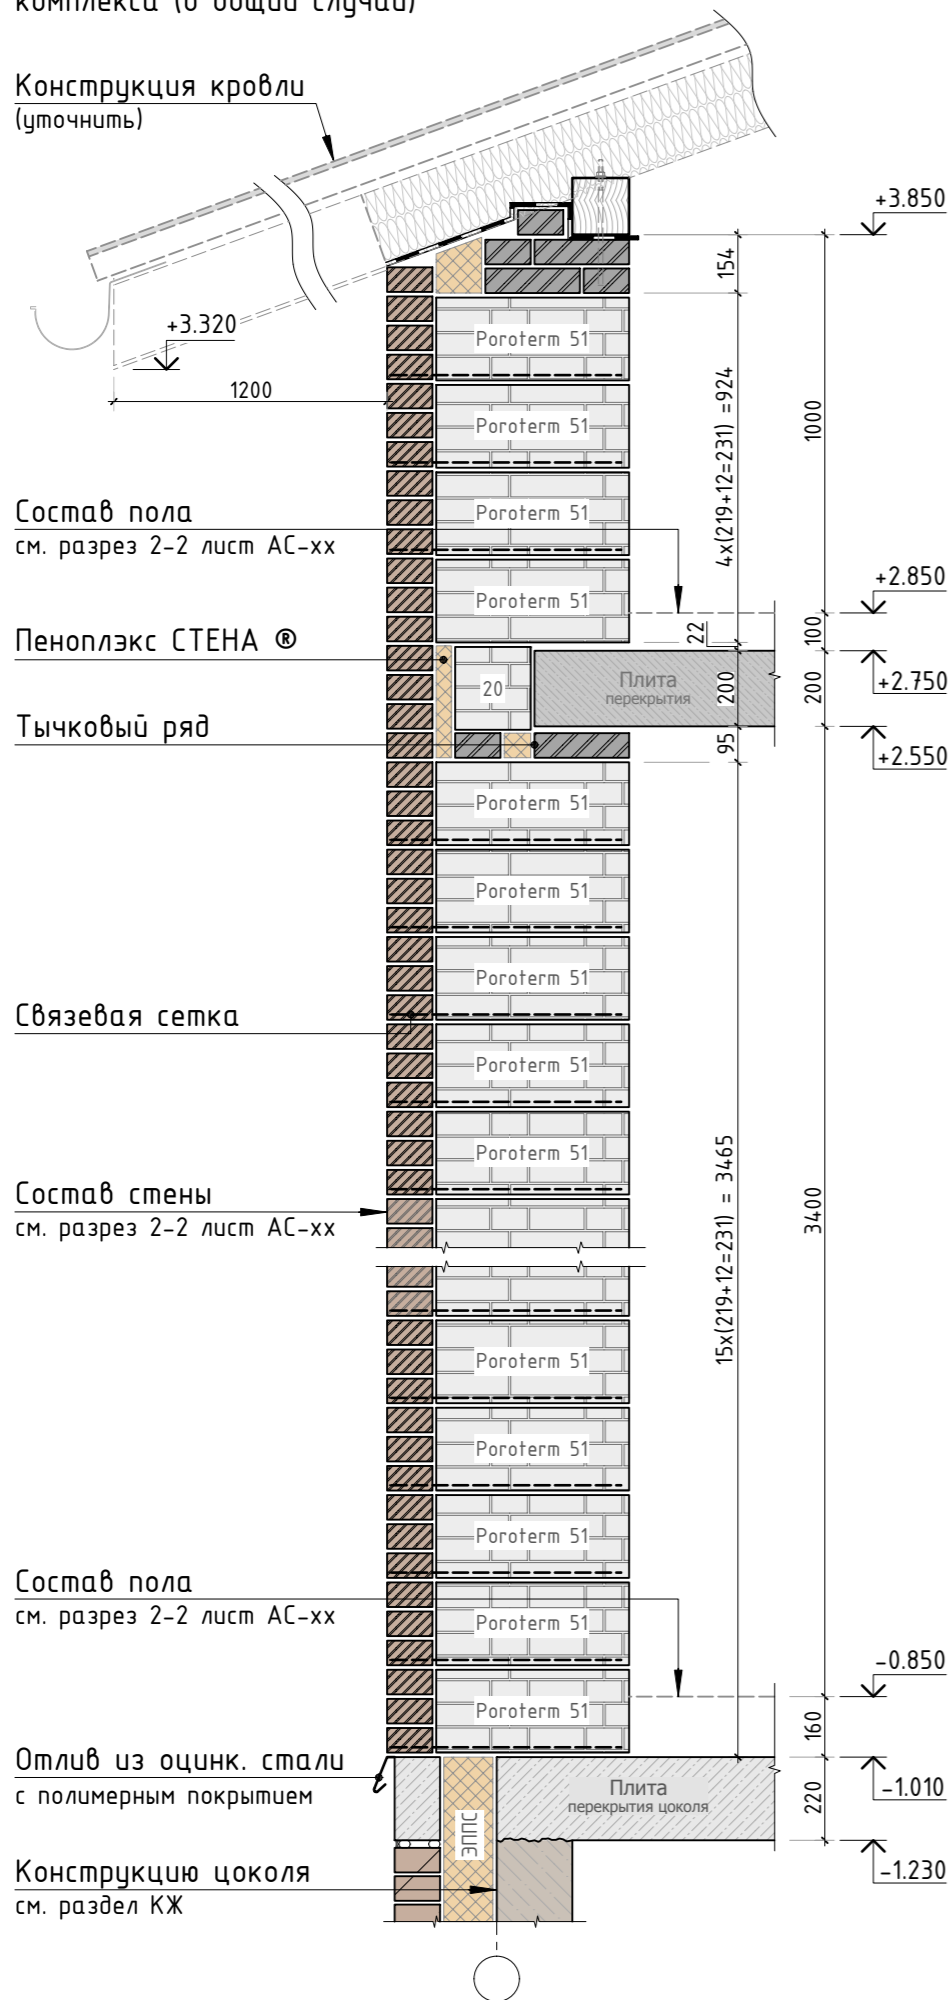 комплекса (в общий случай)
Конструкция кровли
(уточнить)
+3.850
154
+3.320
Poroterm 51
1200
4x(219+12=231) =924
1000
Poroterm 51
Состав пола
см. разрез 2-2 лист АС-хх
Poroterm 51
+2.850
Poroterm 51
22
100
Пеноплэкс СТЕНА ®
20
Плита
перекрытия
200
200
+2.750
Тычковый ряд
95
+2.550
Poroterm 51
Poroterm 51
Poroterm 51
Связевая сетка
Poroterm 51
Poroterm 51
15x(219+12=231) = 3465
3400
Состав стены
см. разрез 2-2 лист АС-хх
Poroterm 51
Poroterm 51
Poroterm 51
Состав пола
см. разрез 2-2 лист АС-хх
Poroterm 51
-0.850
Poroterm 51
160
Отлив из оцинк. стали
с полимерным покрытием
Плита
перекрытия цоколя
220
-1.010
ЭППС
Конструкцию цоколя
см. раздел КЖ
-1.230